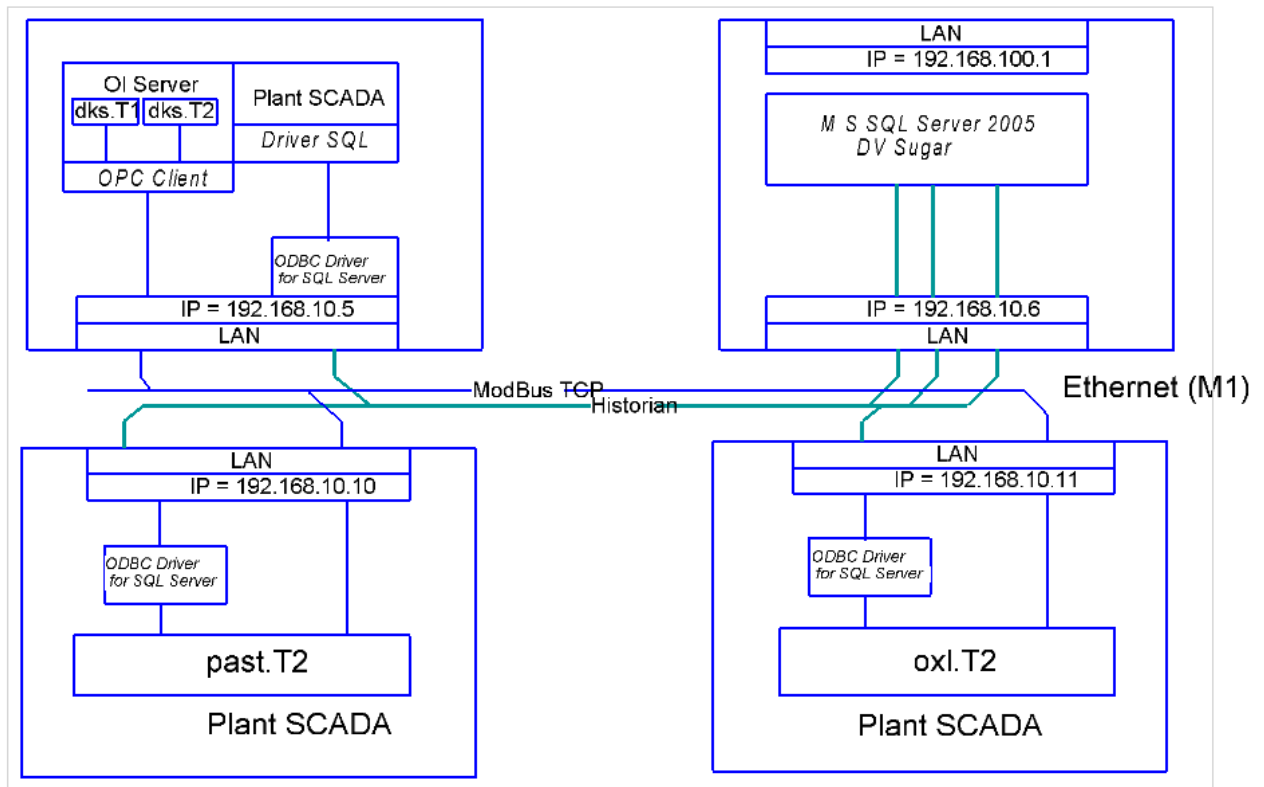 OI Server
dks.T1 dks.T2
OPC Client
Plant SCADA
Driver SQL
ODBC Driver
for SQL Server
IP = 192.168.10.5
LAN
LAN
IP = 192.168.100.1
M S SQL Server 2005
DV Sugar
IP = 192.168.10.6
LAN
ModBus TCP
Historian
Ethernet (M1)
LAN
IP = 192.168.10.10
ODBC Driver
for SQL Server
past.T2
Plant SCADA
LAN
IP = 192.168.10.11
ODBC Driver
for SQL Server
oxl.T2
Plant SCADA